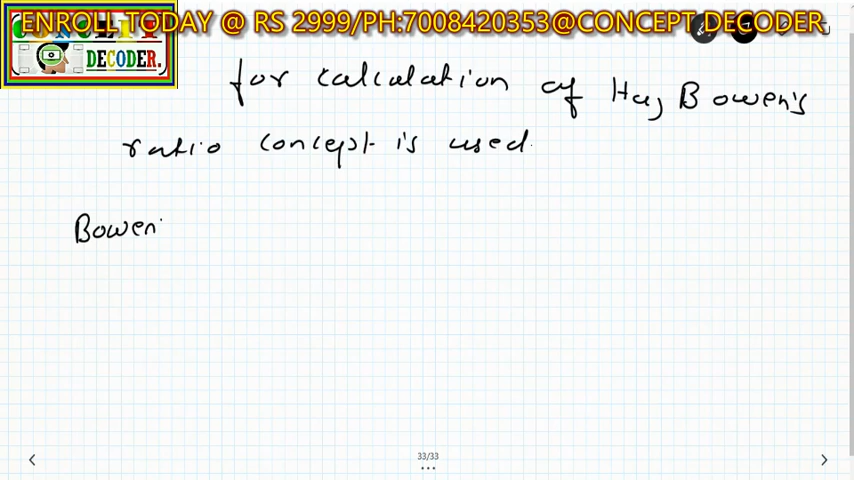 ENROLL TODAY @ RS 2999/PH:7008420353@CONCEPT DECODER,
DECODER.
for calculation of Ha, Bowen's
ratio concept is used.
Bowen'
33/33